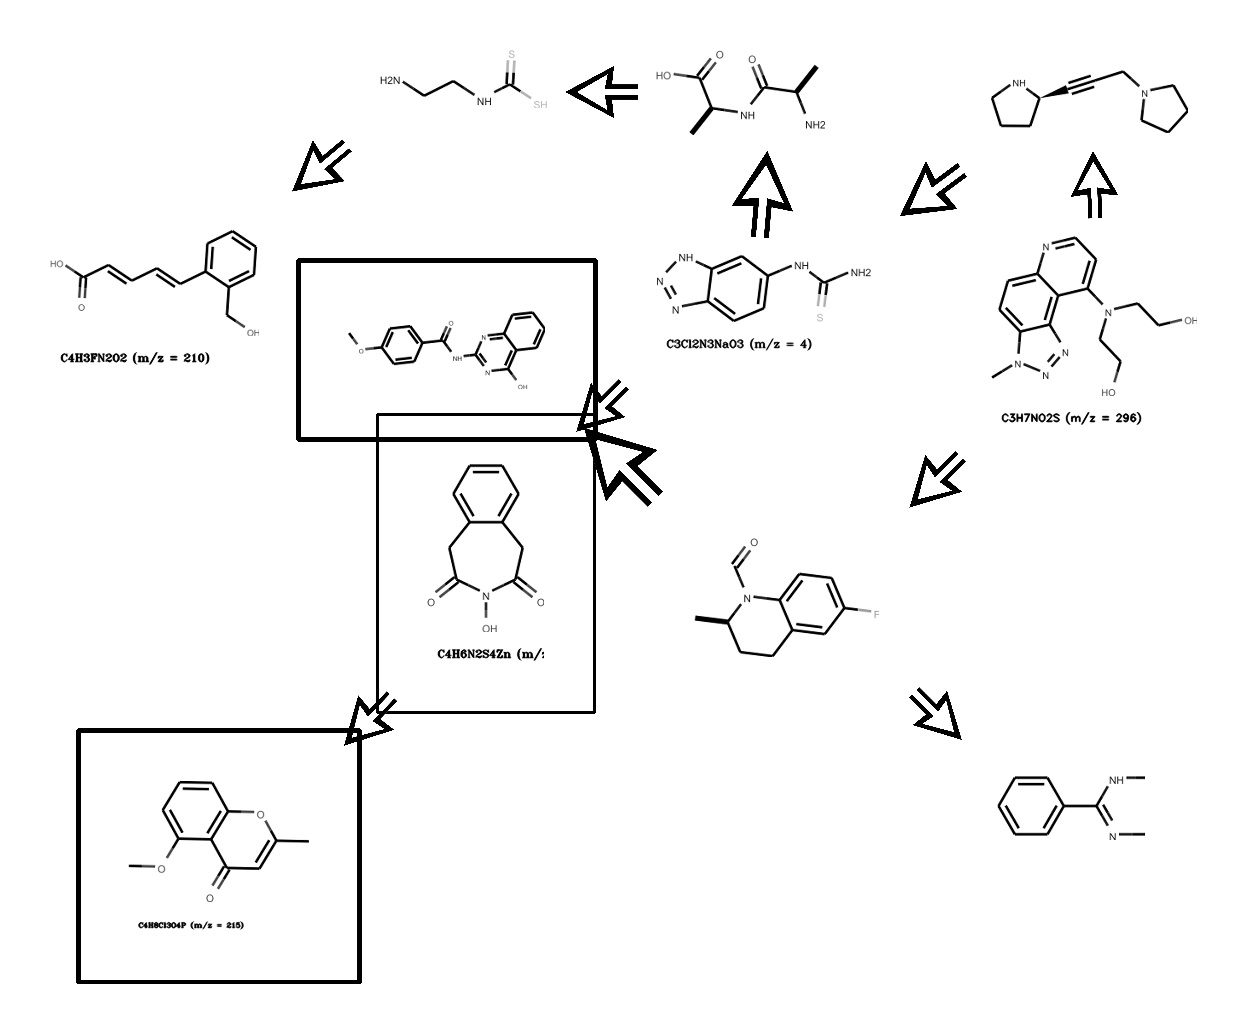 H2N
NH
S
SH
HO
O
NH
O
NH2
NH
N
HO
O
OH
C4H3FN2O2 (m/z = 210)
O
O
NH
N
N
OH
NH
N
N
NH
S
NH2
C3Cl2N3NaO3 (m/z = 4)
N
N
N
N
N
OH
HO
C3H7NO2S (m/z = 296)
O
N
O
OH
C4H6N2S4Zn (m/:
O
N
F
O
O
O
C4H8Cl3O4P (m/z = 215)
NH
N